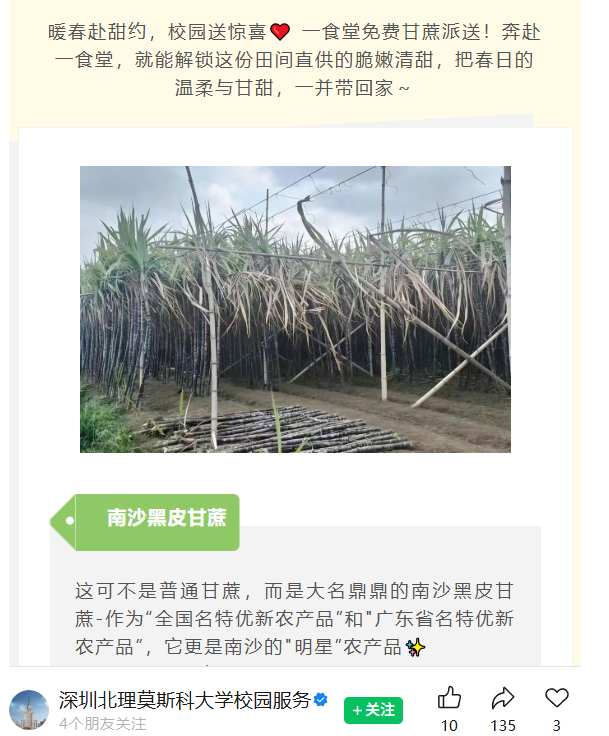 暖春赴甜约，校园送惊喜❤️ 一食堂免费甘蔗派送！奔赴
一食堂，就能解锁这份田间直供的脆嫩清甜，把春日的
温柔与甘甜，一并带回家～
南沙黑皮甘蔗
这可不是普通甘蔗，而是大名鼎鼎的南沙黑皮甘
蔗-作为“全国名特优新农产品”和"广东省名特优新
农产品”，它更是南沙的"明星”农产品✨
深圳北理莫斯科大学校园服务
4个朋友关注
+ 关注
10
135
3